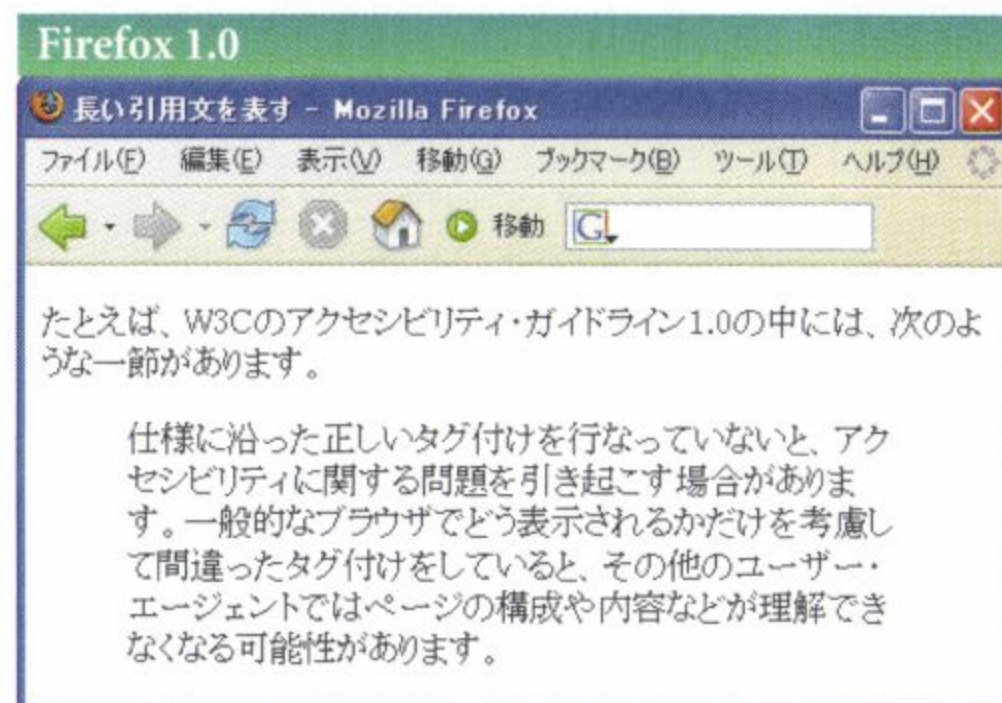 Firefox 1.0
長い引用文を表す - Mozilla Firefox
ファイル(F) 編集(E) 表示(V) 移動(G) ブックマーク(B) ツール(T) ヘルプ(H)
移動 G
たとえば、W3Cのアクセシビリティ・ガイドライン1.0の中には、次のよ
うな一節があります。
仕様に沿った正しいタグ付けを行なっていないと、アク
セシビリティに関する問題を引き起こす場合がありま
す。一般的なブラウザでどう表示されるかだけを考慮し
て間違ったタグ付けをしていると、その他のユーザー・
エージェントではページの構成や内容などが理解でき
なくなる可能性があります。